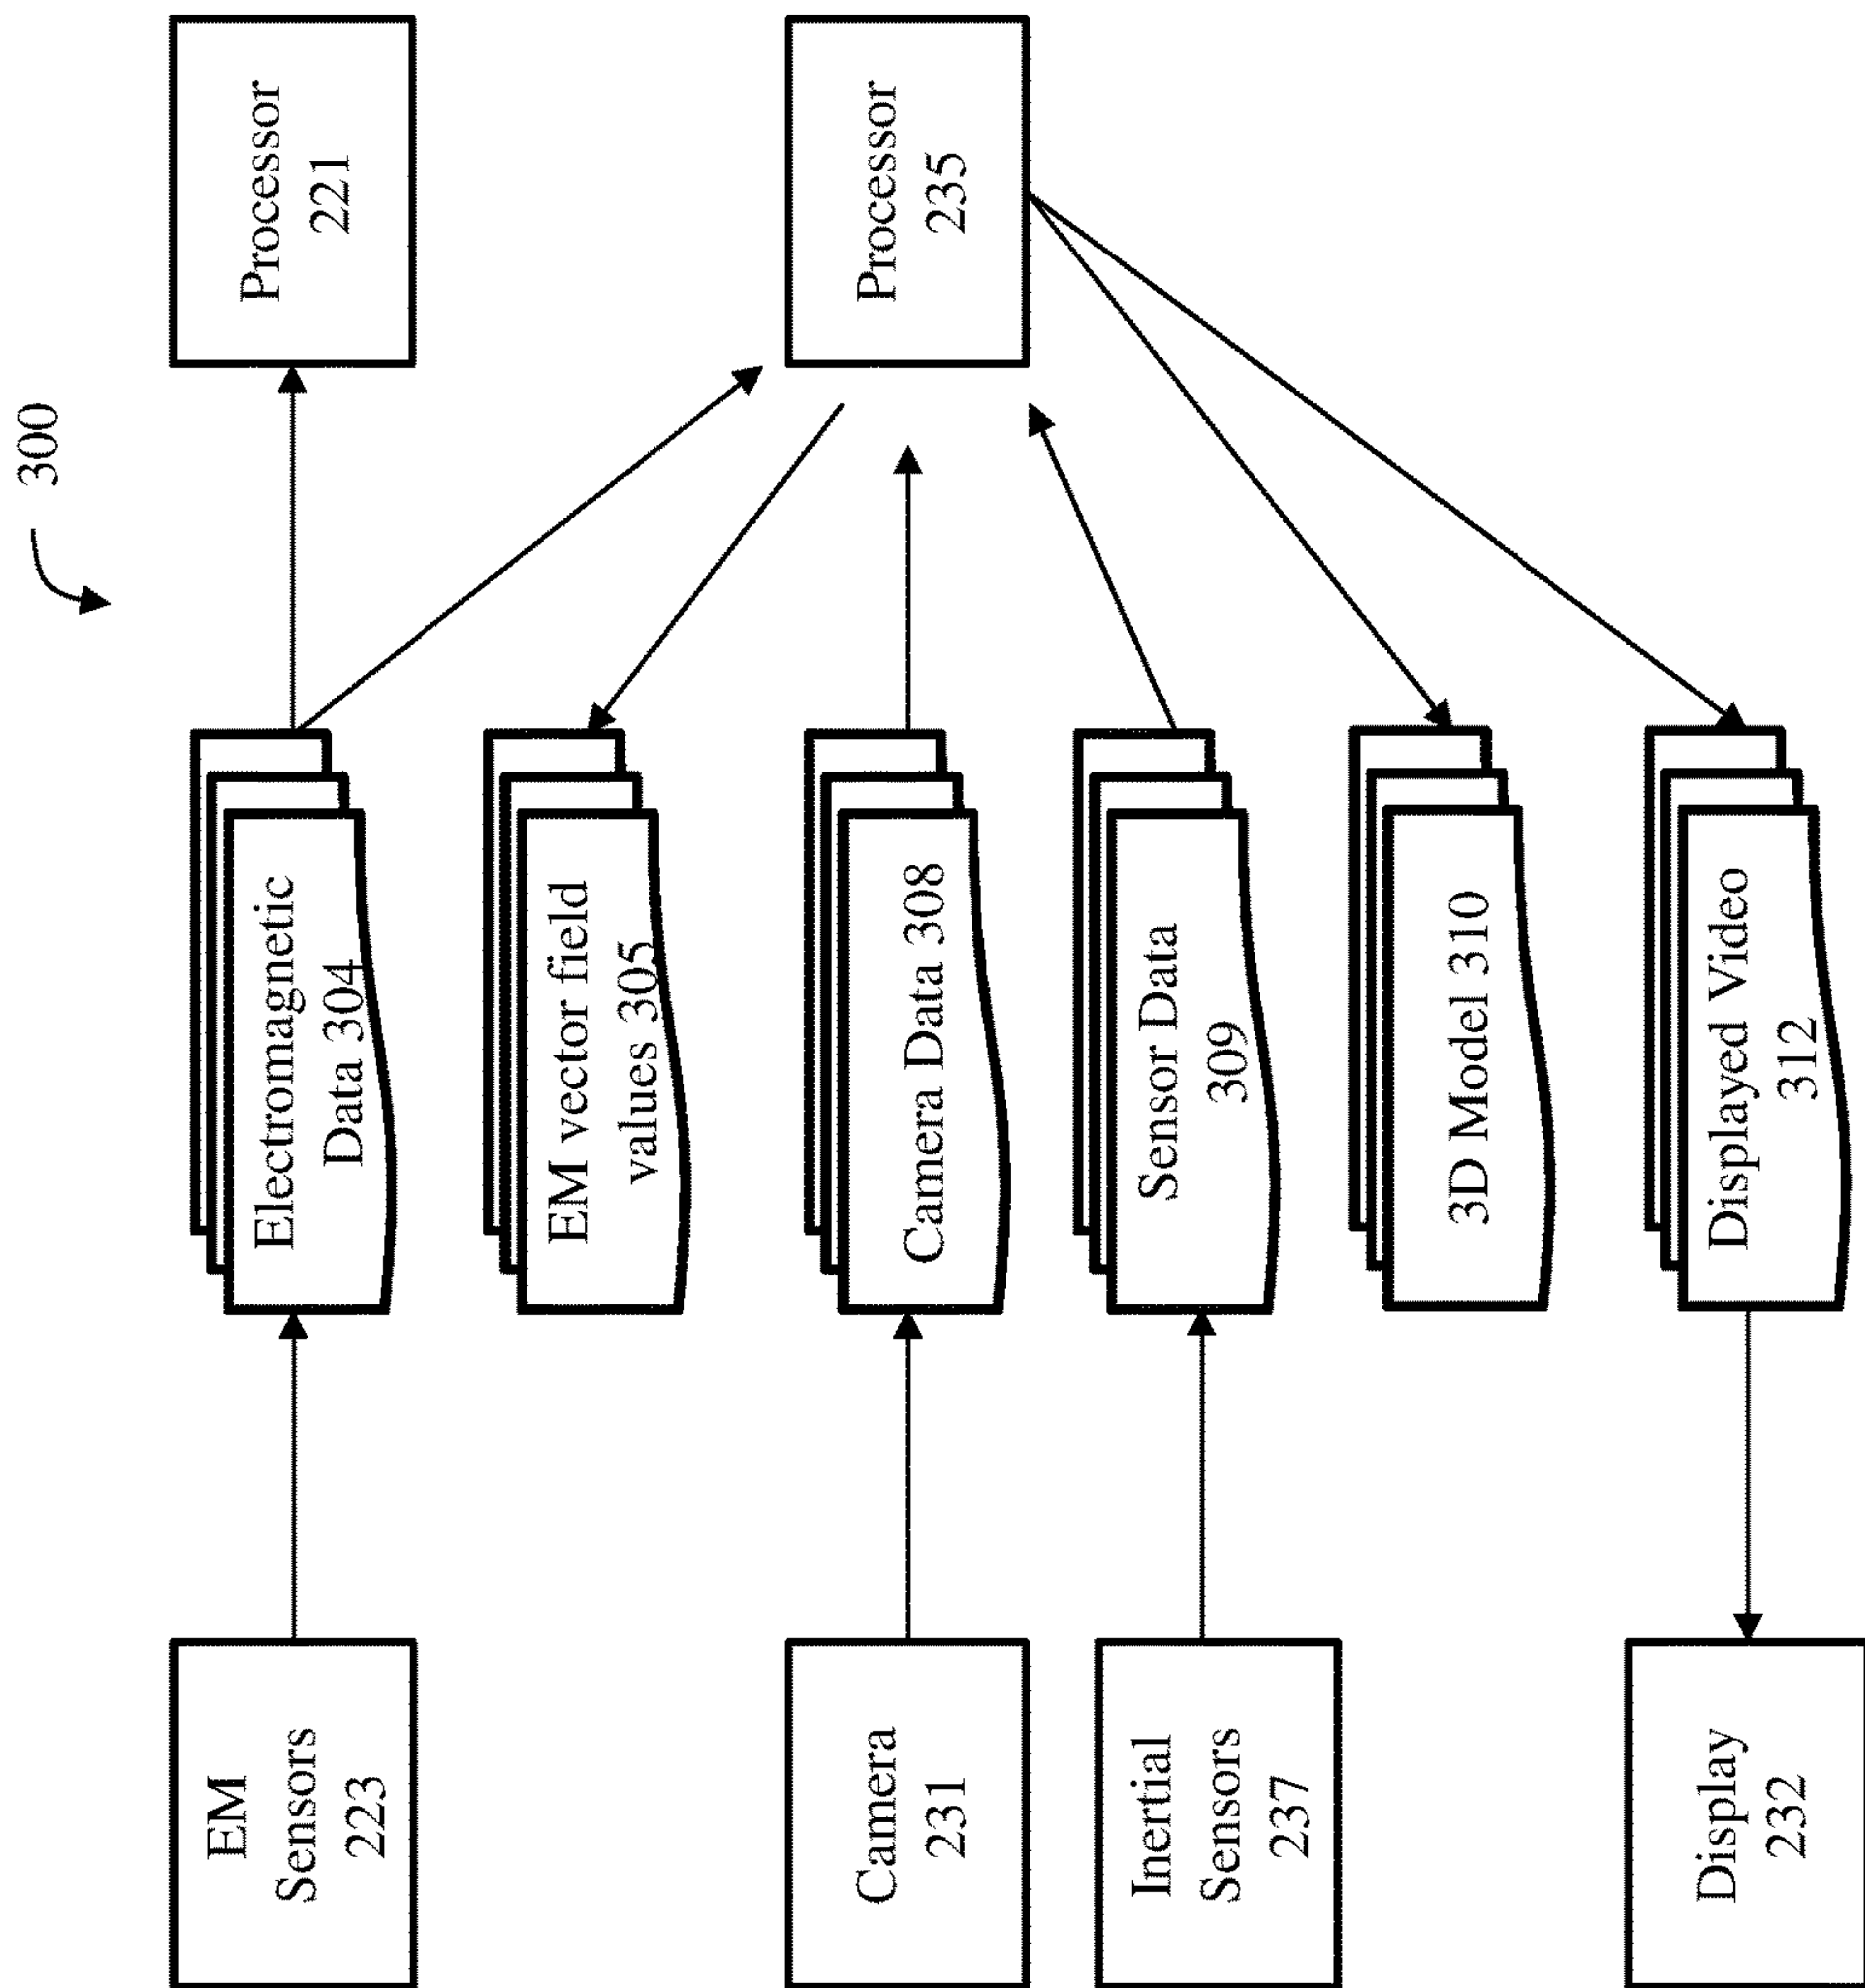 300
EM
Sensors
223
Electromagnetic
Data 304
Processor
221
EM vector field
values 305
Camera
231
Camera Data 308
Processor
235
Inertial
Sensors
237
Sensor Data
309
3D Model 310
Display
232
Displayed Video
312